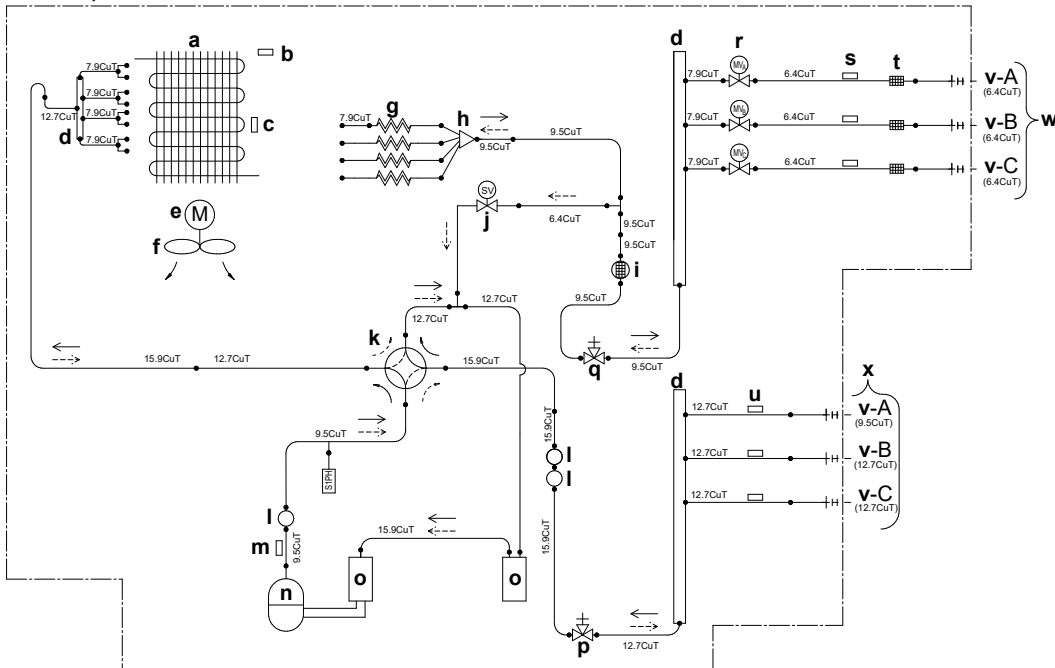 a
b
7.9CuT
7.9CuT
7.9CuT
7.9CuT
12.7CuT
d
c
e
M
f
7.9CuT
g
h
9.5CuT
9.5CuT
SV
j
6.4CuT
9.5CuT
9.5CuT
i
9.5CuT
q
9.5CuT
d
r
s
t
7.9CuT
MVA
6.4CuT
v-A
(6.4CuT)
7.9CuT
MVB
6.4CuT
v-B
(6.4CuT)
w
7.9CuT
MVC
6.4CuT
v-C
(6.4CuT)
12.7CuT
12.7CuT
k
15.9CuT
12.7CuT
15.9CuT
9.5CuT
S1PH
l
m
9.5CuT
n
15.9CuT
o
o
15.9CuT
l
l
15.9CuT
p
12.7CuT
d
u
x
12.7CuT
v-A
(9.5CuT)
12.7CuT
v-B
(12.7CuT)
12.7CuT
v-C
(12.7CuT)